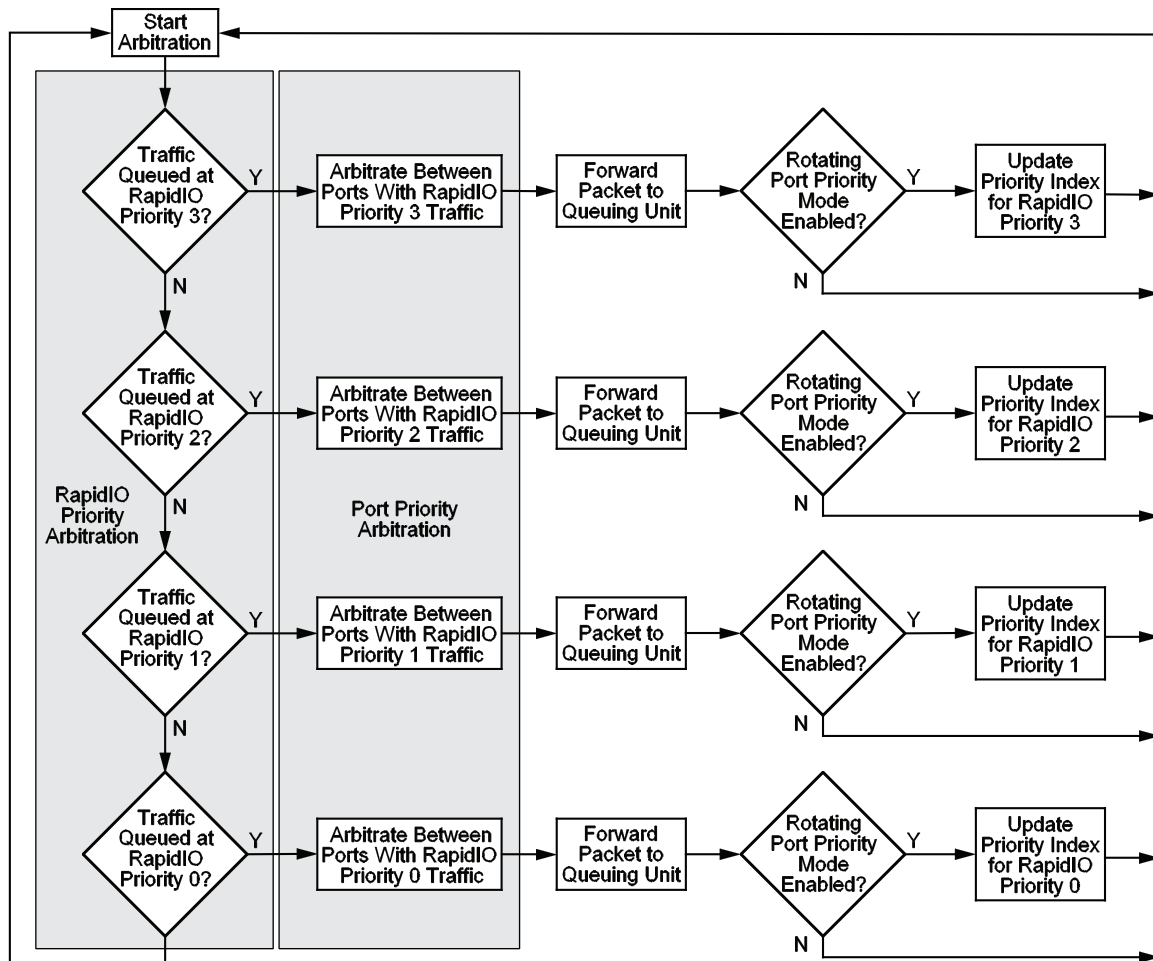 Start
Arbitration
Traffic
Queued at
RapidIO
Priority 3?
Y
N
Arbitrate Between
Ports With RapidIO
Priority 3 Traffic
Forward
Packet to
Queuing Unit
Rotating
Port Priority
Mode
Enabled?
Y
N
Update
Priority Index
for RapidIO
Priority 3
Traffic
Queued at
RapidIO
Priority 2?
Y
N
Arbitrate Between
Ports With RapidIO
Priority 2 Traffic
Forward
Packet to
Queuing Unit
Rotating
Port Priority
Mode
Enabled?
Y
N
Update
Priority Index
for RapidIO
Priority 2
RapidIO
Priority
Arbitration
Port Priority
Arbitration
Traffic
Queued at
RapidIO
Priority 1?
Y
N
Arbitrate Between
Ports With RapidIO
Priority 1 Traffic
Forward
Packet to
Queuing Unit
Rotating
Port Priority
Mode
Enabled?
Y
N
Update
Priority Index
for RapidIO
Priority 1
Traffic
Queued at
RapidIO
Priority 0?
Y
Arbitrate Between
Ports With RapidIO
Priority 0 Traffic
Forward
Packet to
Queuing Unit
Rotating
Port Priority
Mode
Enabled?
Y
N
Update
Priority Index
for RapidIO
Priority 0